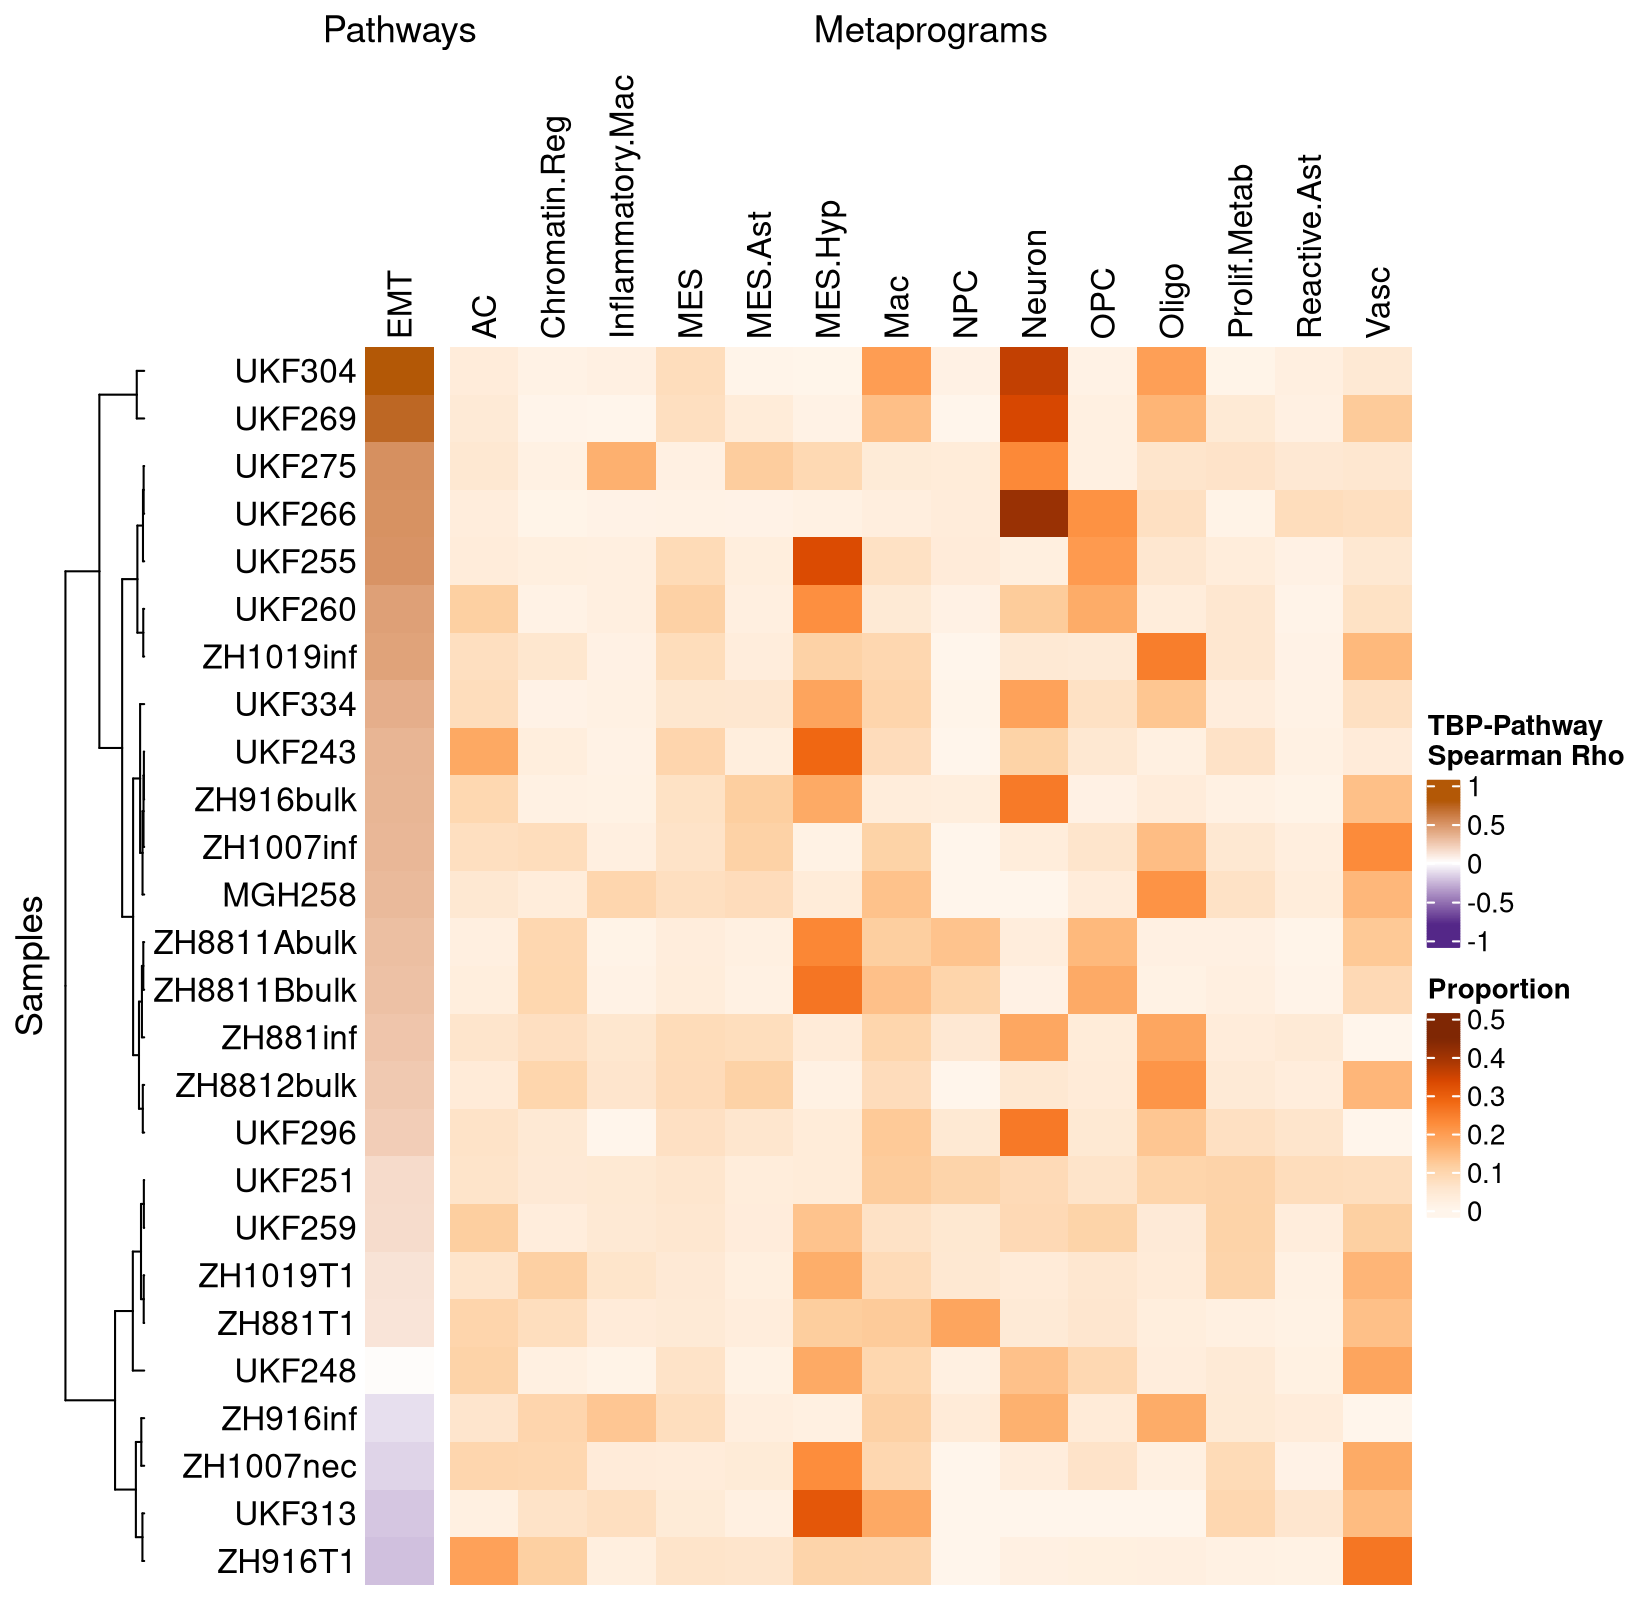 Pathways
Metaprograms
EMT
AC
Chromatin.Reg
Inflammatory.Mac
MES
MES.Ast
MES.Hyp
Mac
NPC
Neuron
OPC
Oligo
Prolif.Metab
Reactive.Ast
Vasc
Samples
UKF304
UKF269
UKF275
UKF266
UKF255
UKF260
ZH1019inf
UKF334
UKF243
ZH916bulk
ZH1007inf
MGH258
ZH8811Abulk
ZH8811Bbulk
ZH881inf
ZH8812bulk
UKF296
UKF251
UKF259
ZH1019T1
ZH881T1
UKF248
ZH916inf
ZH1007nec
UKF313
ZH916T1
TBP-Pathway
Spearman Rho
1
0.5
0
-0.5
-1
Proportion
0.5
0.4
0.3
0.2
0.1
0